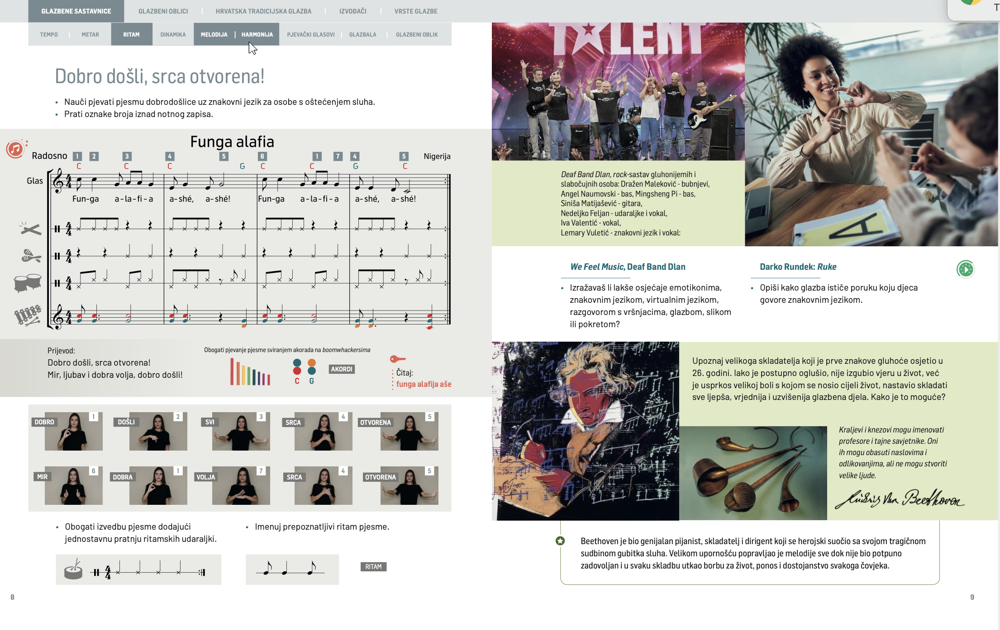 GLAZBENE SASTAVNICE GLAZBENI OBLICI HRVATSKA TRADICIJSKA GLAZBA IZVOĐAČI VRSTE GLAZBE
TEMPO METAR RITAM DINAMIKA MELODIJA HARMONIJA PJEVAČKI GLASOVI GLAZBALA GLAZBENI OBLIK
Dobro došli, srca otvorena!
• Nauči pjevati pjesmu dobrodošlice uz znakovni jezik za osobe s oštećenjem sluha.
• Prati oznake broja iznad notnog zapisa.
Funga alafia
Radosno 1 2 3 4 5 6 1 7 4 5 Nigerija
C C C G C C G C
Glas
4/4
Fun-ga a-la-fi-a a-shé, a-shé! Fun-ga a-la-fi-a a-shé, a-shé!
4/4
4/4
4/4
4/4
Prijevod:
Dobro došli, srca otvorena!
Mir, ljubav i dobra volja, dobro došli!
Obogati pjevanje pjesme sviranjem akorada na boomwhackersima
C G
AKORDI
Čitaj:
funga alafija aše
DOBRO 1 DOŠLI 2 SVI 3 SRCA 4 OTVORENA 5
MIR 6 DOBRA 1 VOLJA 7 SRCA 4 OTVORENA 5
• Obogati izvedbu pjesme dodajući
jednostavnu pratnju ritamskih udaraljki.
4/4
• Imenuj prepoznatljivi ritam pjesme.
RITAM
8
T
TALENT
Deaf Band Dlan, rock-sastav gluhonijemih i
slabočujnih osoba: Dražen Maleković - bubnjevi,
Angel Naumovski - bas, Mingsheng Pi - bas,
Siniša Matijašević - gitara,
Nedeljko Feljan - udaraljke i vokal,
Iva Valentić - vokal,
Lemary Vuletić - znakovni jezik i vokal:
A
We Feel Music, Deaf Band Dlan
• Izražavaš li lakše osjećaje emotikonima,
znakovnim jezikom, virtualnim jezikom,
razgovorom s vršnjacima, glazbom, slikom
ili pokretom?
Darko Rundek: Ruke
• Opiši kako glazba ističe poruku koju djeca
govore znakovnim jezikom.
Upoznaj velikoga skladatelja koji je prve znakove gluhoće osjetio u
26. godini. Iako je postupno oglušio, nije izgubio vjeru u život, već
je usprkos velikoj boli s kojom se nosio cijeli život, nastavio skladati
sve ljepša, vrjednija i uzvišenija glazbena djela. Kako je to moguće?
Kraljevi i knezovi mogu imenovati
profesore i tajne savjetnike. Oni
ih mogu obasuti naslovima i
odlikovanjima, ali ne mogu stvoriti
velike ljude.
Ludwig Van Beethoven
Beethoven je bio genijalan pijanist, skladatelj i dirigent koji se herojski suočio sa svojom tragičnom
sudbinom gubitka sluha. Velikom upornošću popravljao je melodije sve dok nije bio potpuno
zadovoljan i u svaku skladbu utkao borbu za život, ponos i dostojanstvo svakoga čovjeka.
9